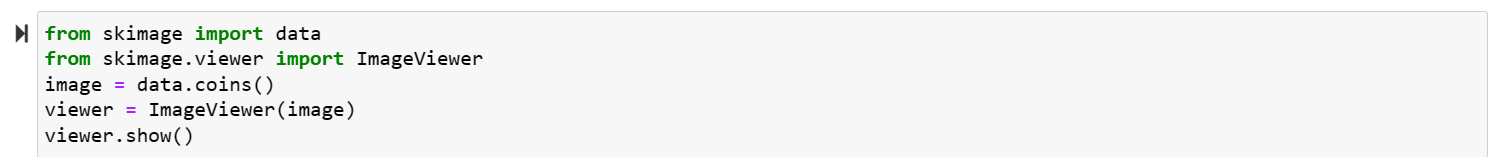 from skimage import data
from skimage.viewer import ImageViewer
image = data.coins()
viewer = ImageViewer(image)
viewer.show()